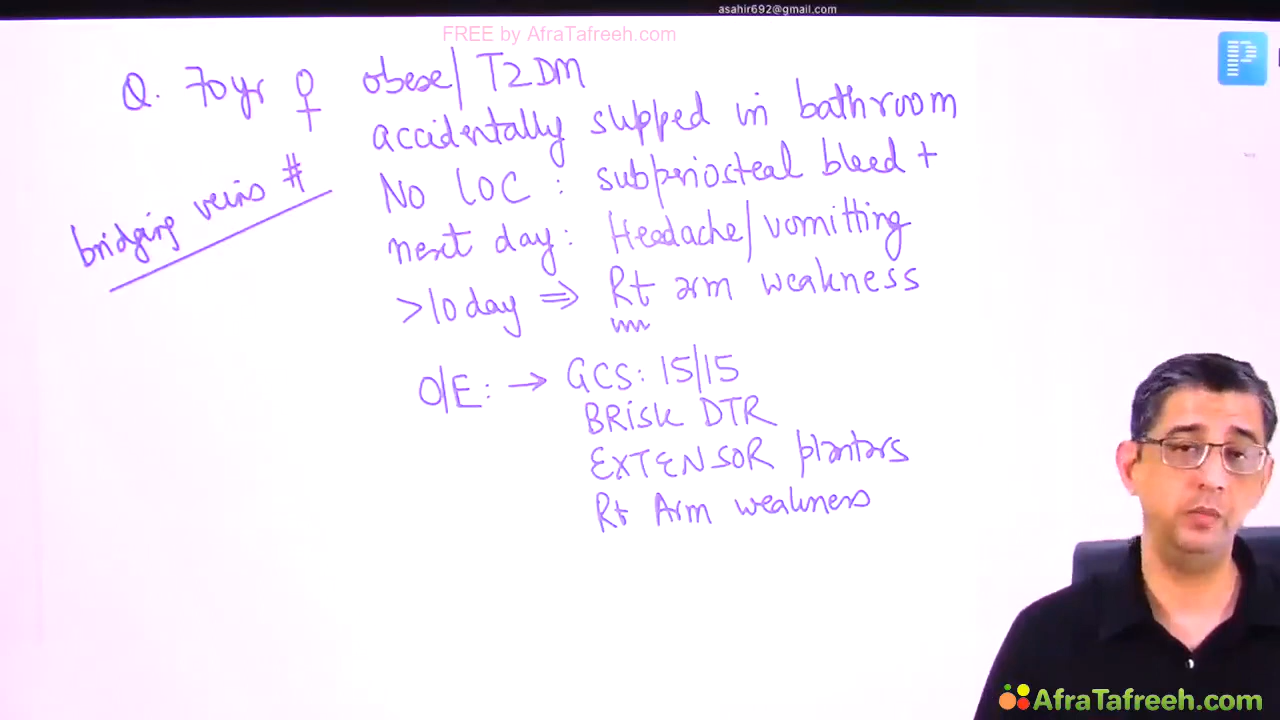 asahir692@gmail.com
FREE by AfraTafreeh.com
Q. 70yr ♀ obese/ T2DM
accidentally slipped in bathroom
bridging veins #
No LOC : subperiosteal bleed +
next day : Headache/ vomitting
>10 day ⇒ Rt arm weakness
O/E: → GCS: 15/15
BRISK DTR
EXTENSOR plantars
Rt Arm weakness
P
AfraTafreeh.com